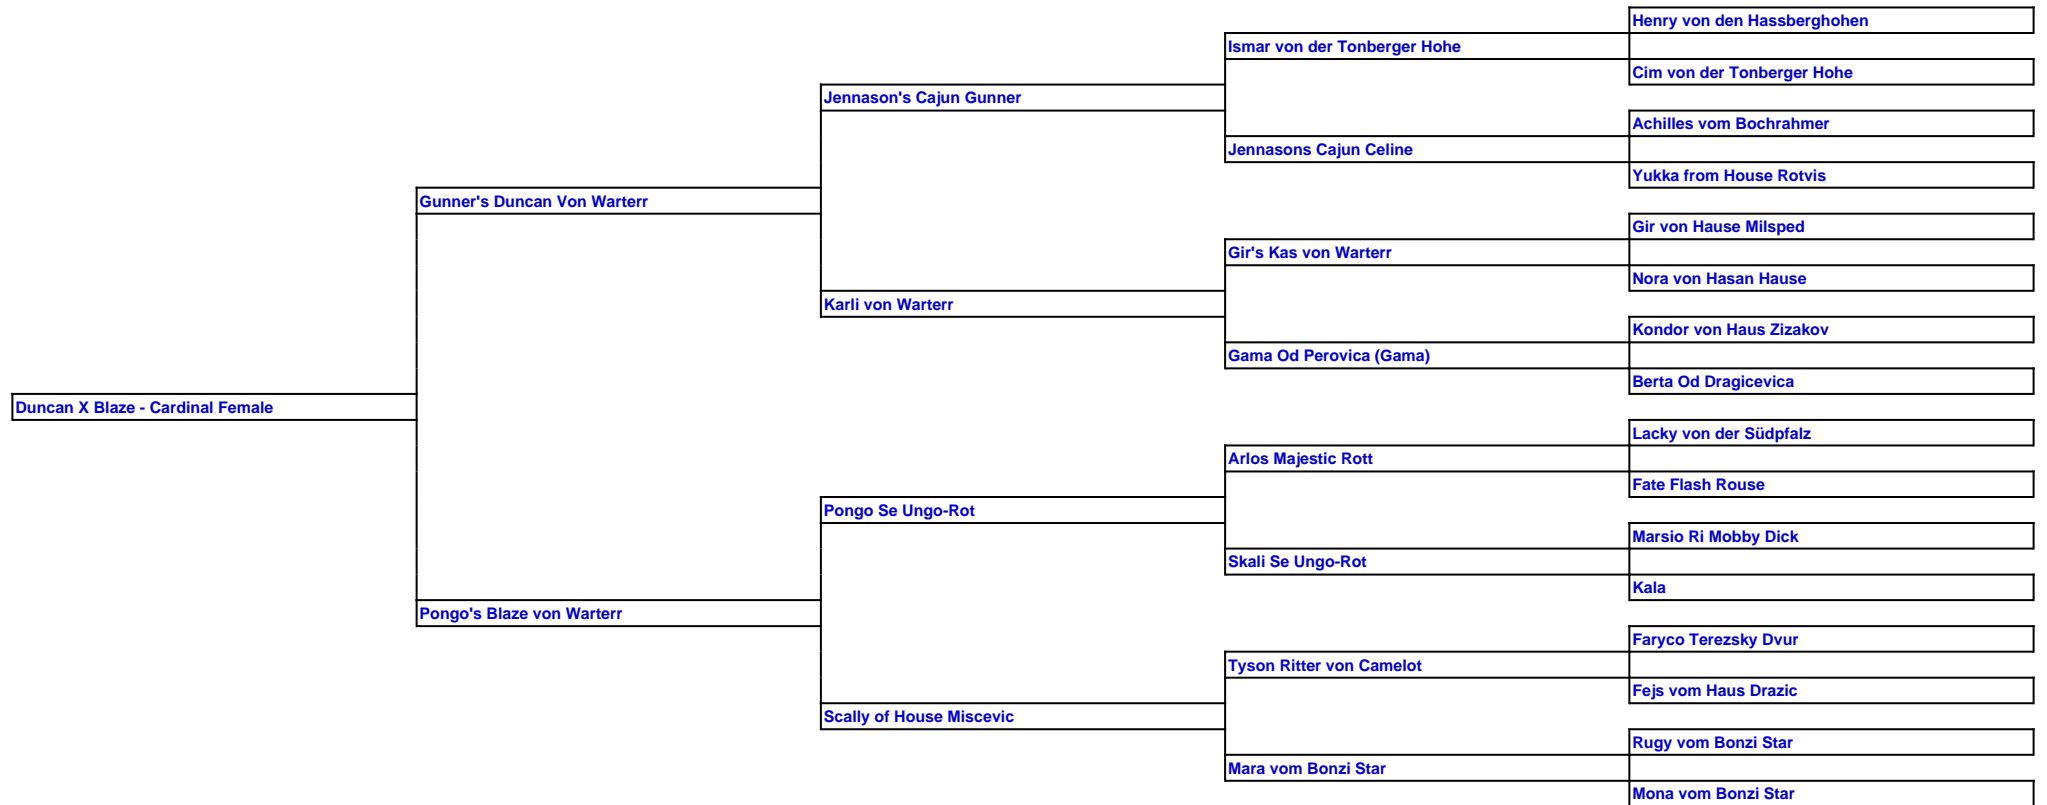 Henry von den Hassberghohen
Ismar von der Tonberger Hohe
Cim von der Tonberger Hohe
Jennason's Cajun Gunner
Achilles vom Bochrahmer
Jennasons Cajun Celine
Yukka from House Rotvis
Gunner's Duncan Von Warterr
Gir von Hause Milsped
Gir's Kas von Warterr
Nora von Hasan Hause
Karli von Warterr
Kondor von Haus Zizakov
Gama Od Perovica (Gama)
Berta Od Dragicevica
Duncan X Blaze - Cardinal Female
Lacky von der Südpfalz
Arlos Majestic Rott
Fate Flash Rouse
Pongo Se Ungo-Rot
Marsio Ri Mobby Dick
Skali Se Ungo-Rot
Kala
Pongo's Blaze von Warterr
Faryco Terezsky Dvur
Tyson Ritter von Camelot
Fejs vom Haus Drazic
Scally of House Miscevic
Rugy vom Bonzi Star
Mara vom Bonzi Star
Mona vom Bonzi Star